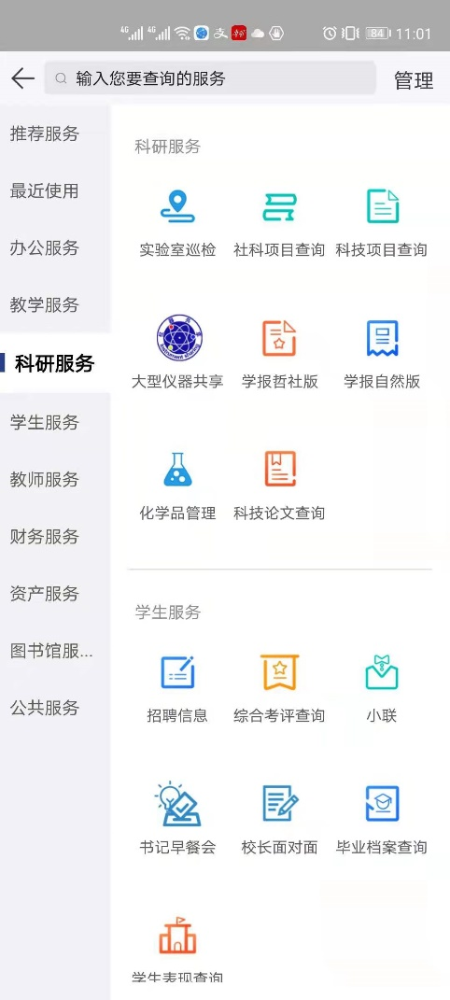 4G 4G 84 11:01
输入您要查询的服务
管理
推荐服务
最近使用
办公服务
教学服务
科研服务
学生服务
教师服务
财务服务
资产服务
图书馆服...
公共服务
科研服务
实验室巡检 社科项目查询 科技项目查询
大型仪器共享 学报哲社版 学报自然版
化学品管理 科技论文查询
学生服务
招聘信息 综合考评查询 小联
书记早餐会 校长面对面 毕业档案查询
学生表现查询